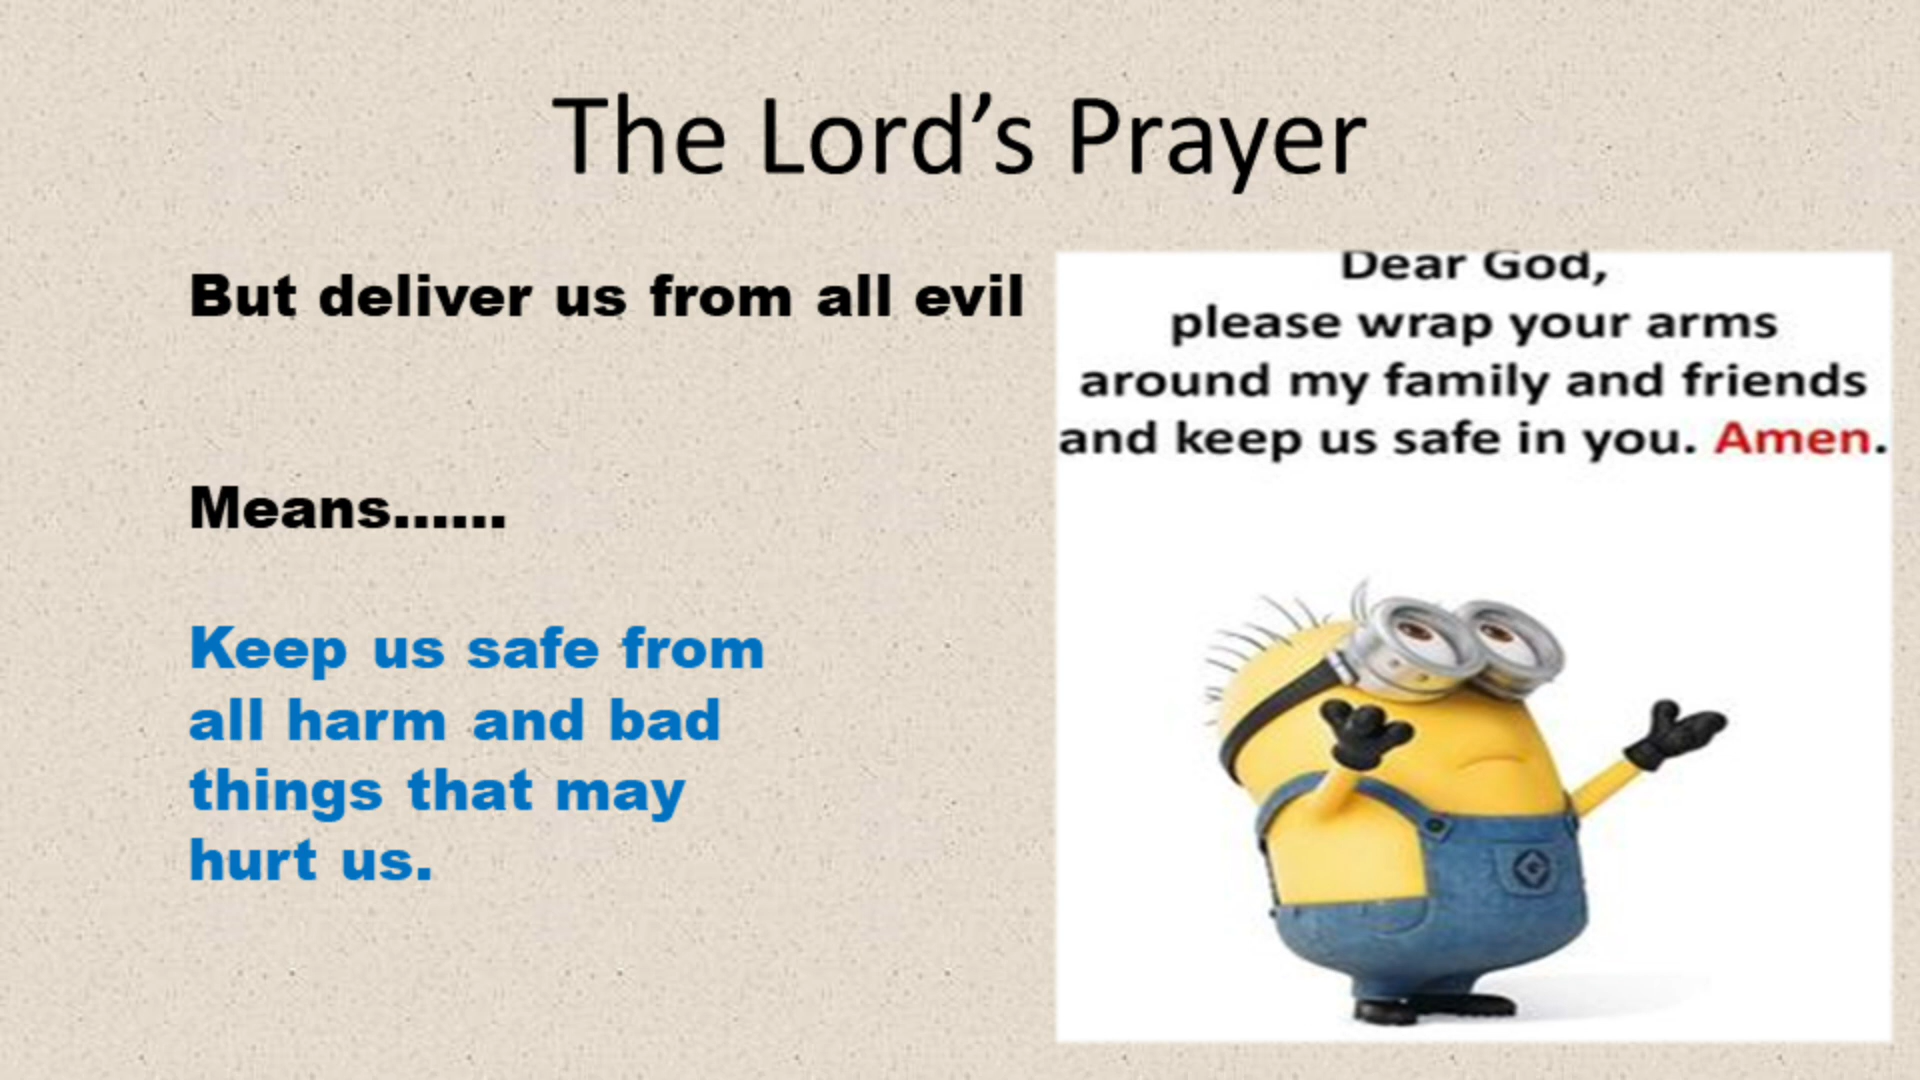 The Lord’s Prayer
But deliver us from all evil
Means......
Keep us safe from
all harm and bad
things that may
hurt us.
Dear God,
please wrap your arms
around my family and friends
and keep us safe in you. Amen.